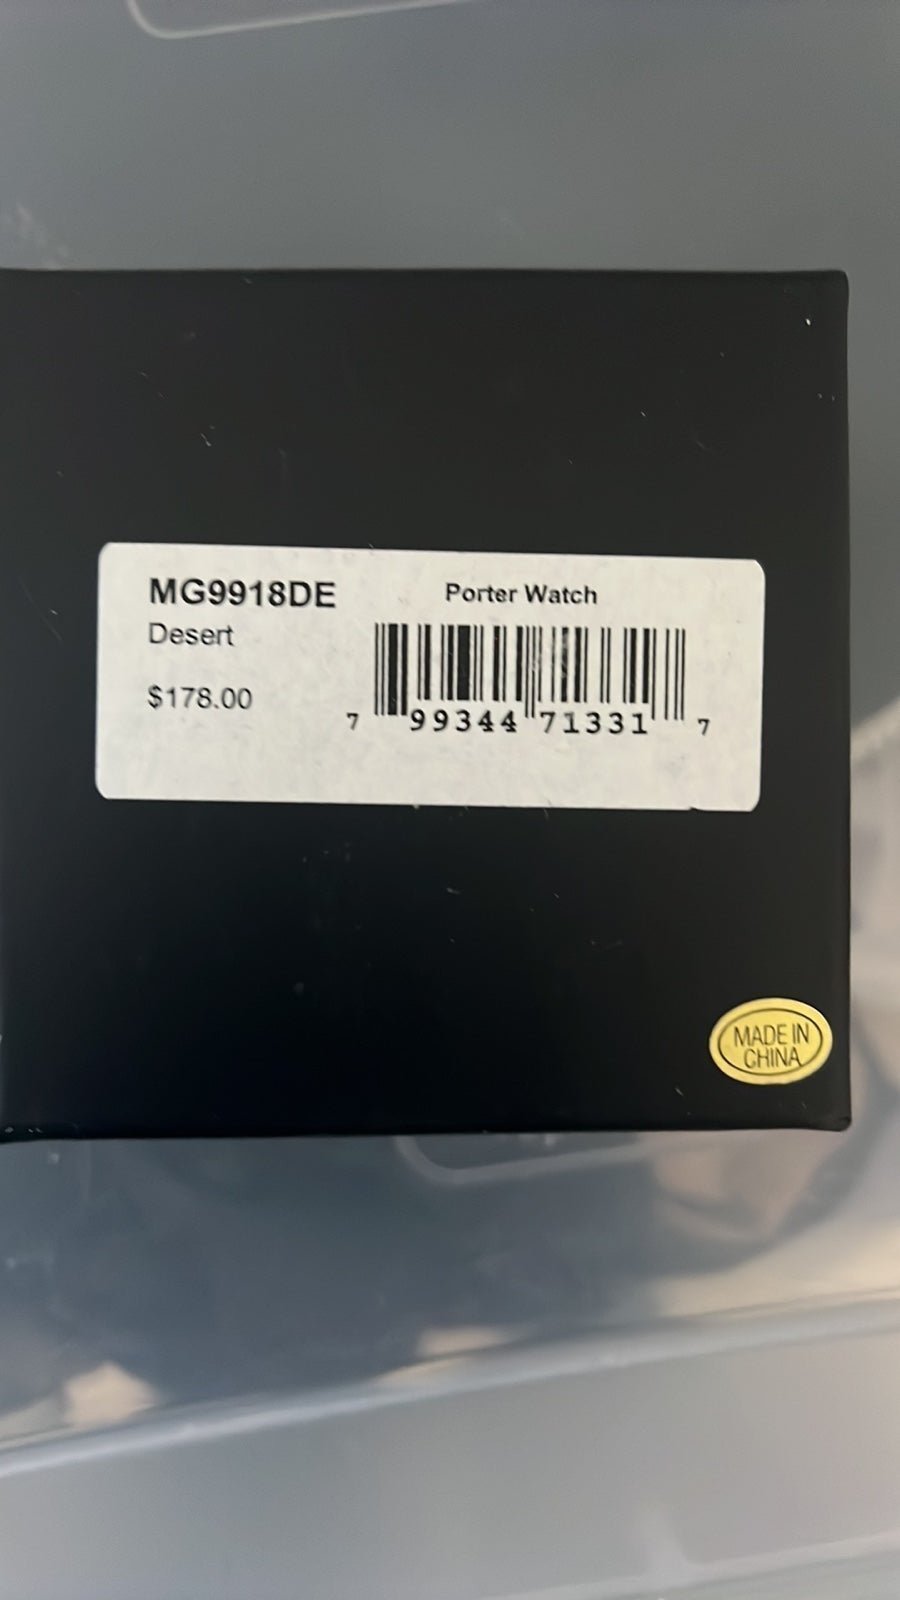 MG9918DE
Desert
$178.00
Porter Watch
7 99344 71331 7
MADE IN
CHINA